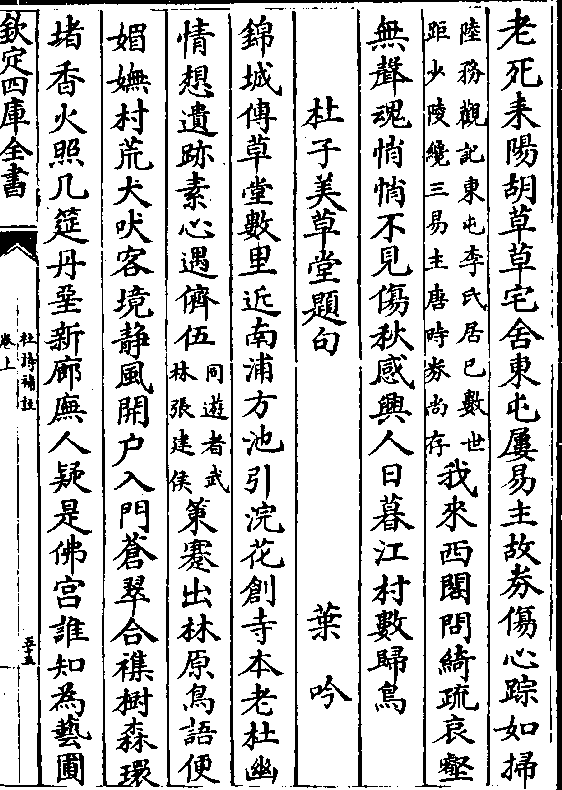 老死耒陽胡草草宅舍東屯屢易主故券傷心踪如掃
陸務觀記東屯李氏居已數世
距少陵纔三易主唐時券尚存
我來西閣問綺疏哀壑
無聲魂悄悄不見傷秋感興人日暮江村數歸鳥
杜子美草堂題句
葉吟
錦城傳草堂數里近南浦方池引浣花創寺本老杜幽
情想遺跡素心遇儕伍
同遊者武
林張建侯
策蹇出林原鳥語便
媚嫵村荒犬吠客境静風開户入門蒼翠合襍樹森環
堵香火照几筵丹堊新廊廡人疑是佛宫誰知為藝圃
欽定四庫全書
杜詩補註
卷上
五十五